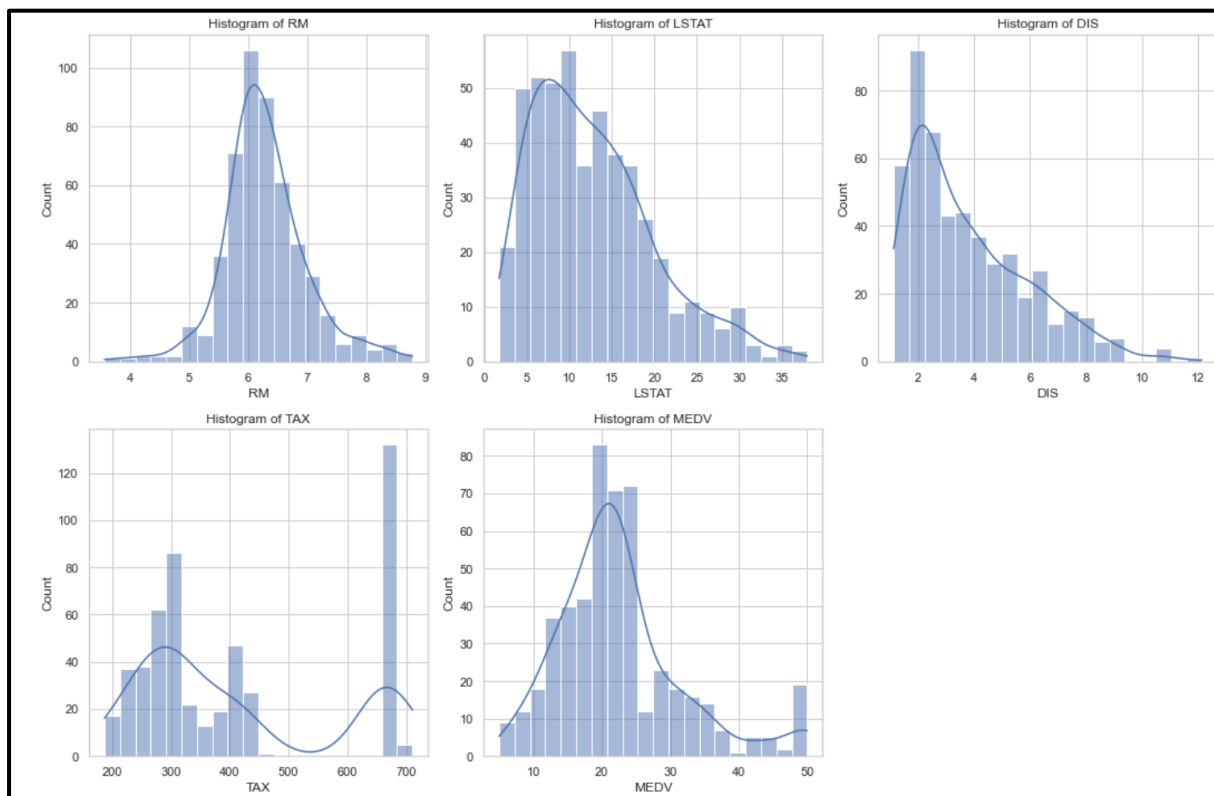 Histogram of RM
Count
100
80
60
40
20
0
4 5 6 7 8 9
RM
Histogram of LSTAT
Count
50
40
30
20
10
0
0 5 10 15 20 25 30 35
LSTAT
Histogram of DIS
Count
80
60
40
20
0
2 4 6 8 10 12
DIS
Histogram of TAX
Count
120
100
80
60
40
20
0
200 300 400 500 600 700
TAX
Histogram of MEDV
Count
80
70
60
50
40
30
20
10
0
10 20 30 40 50
MEDV